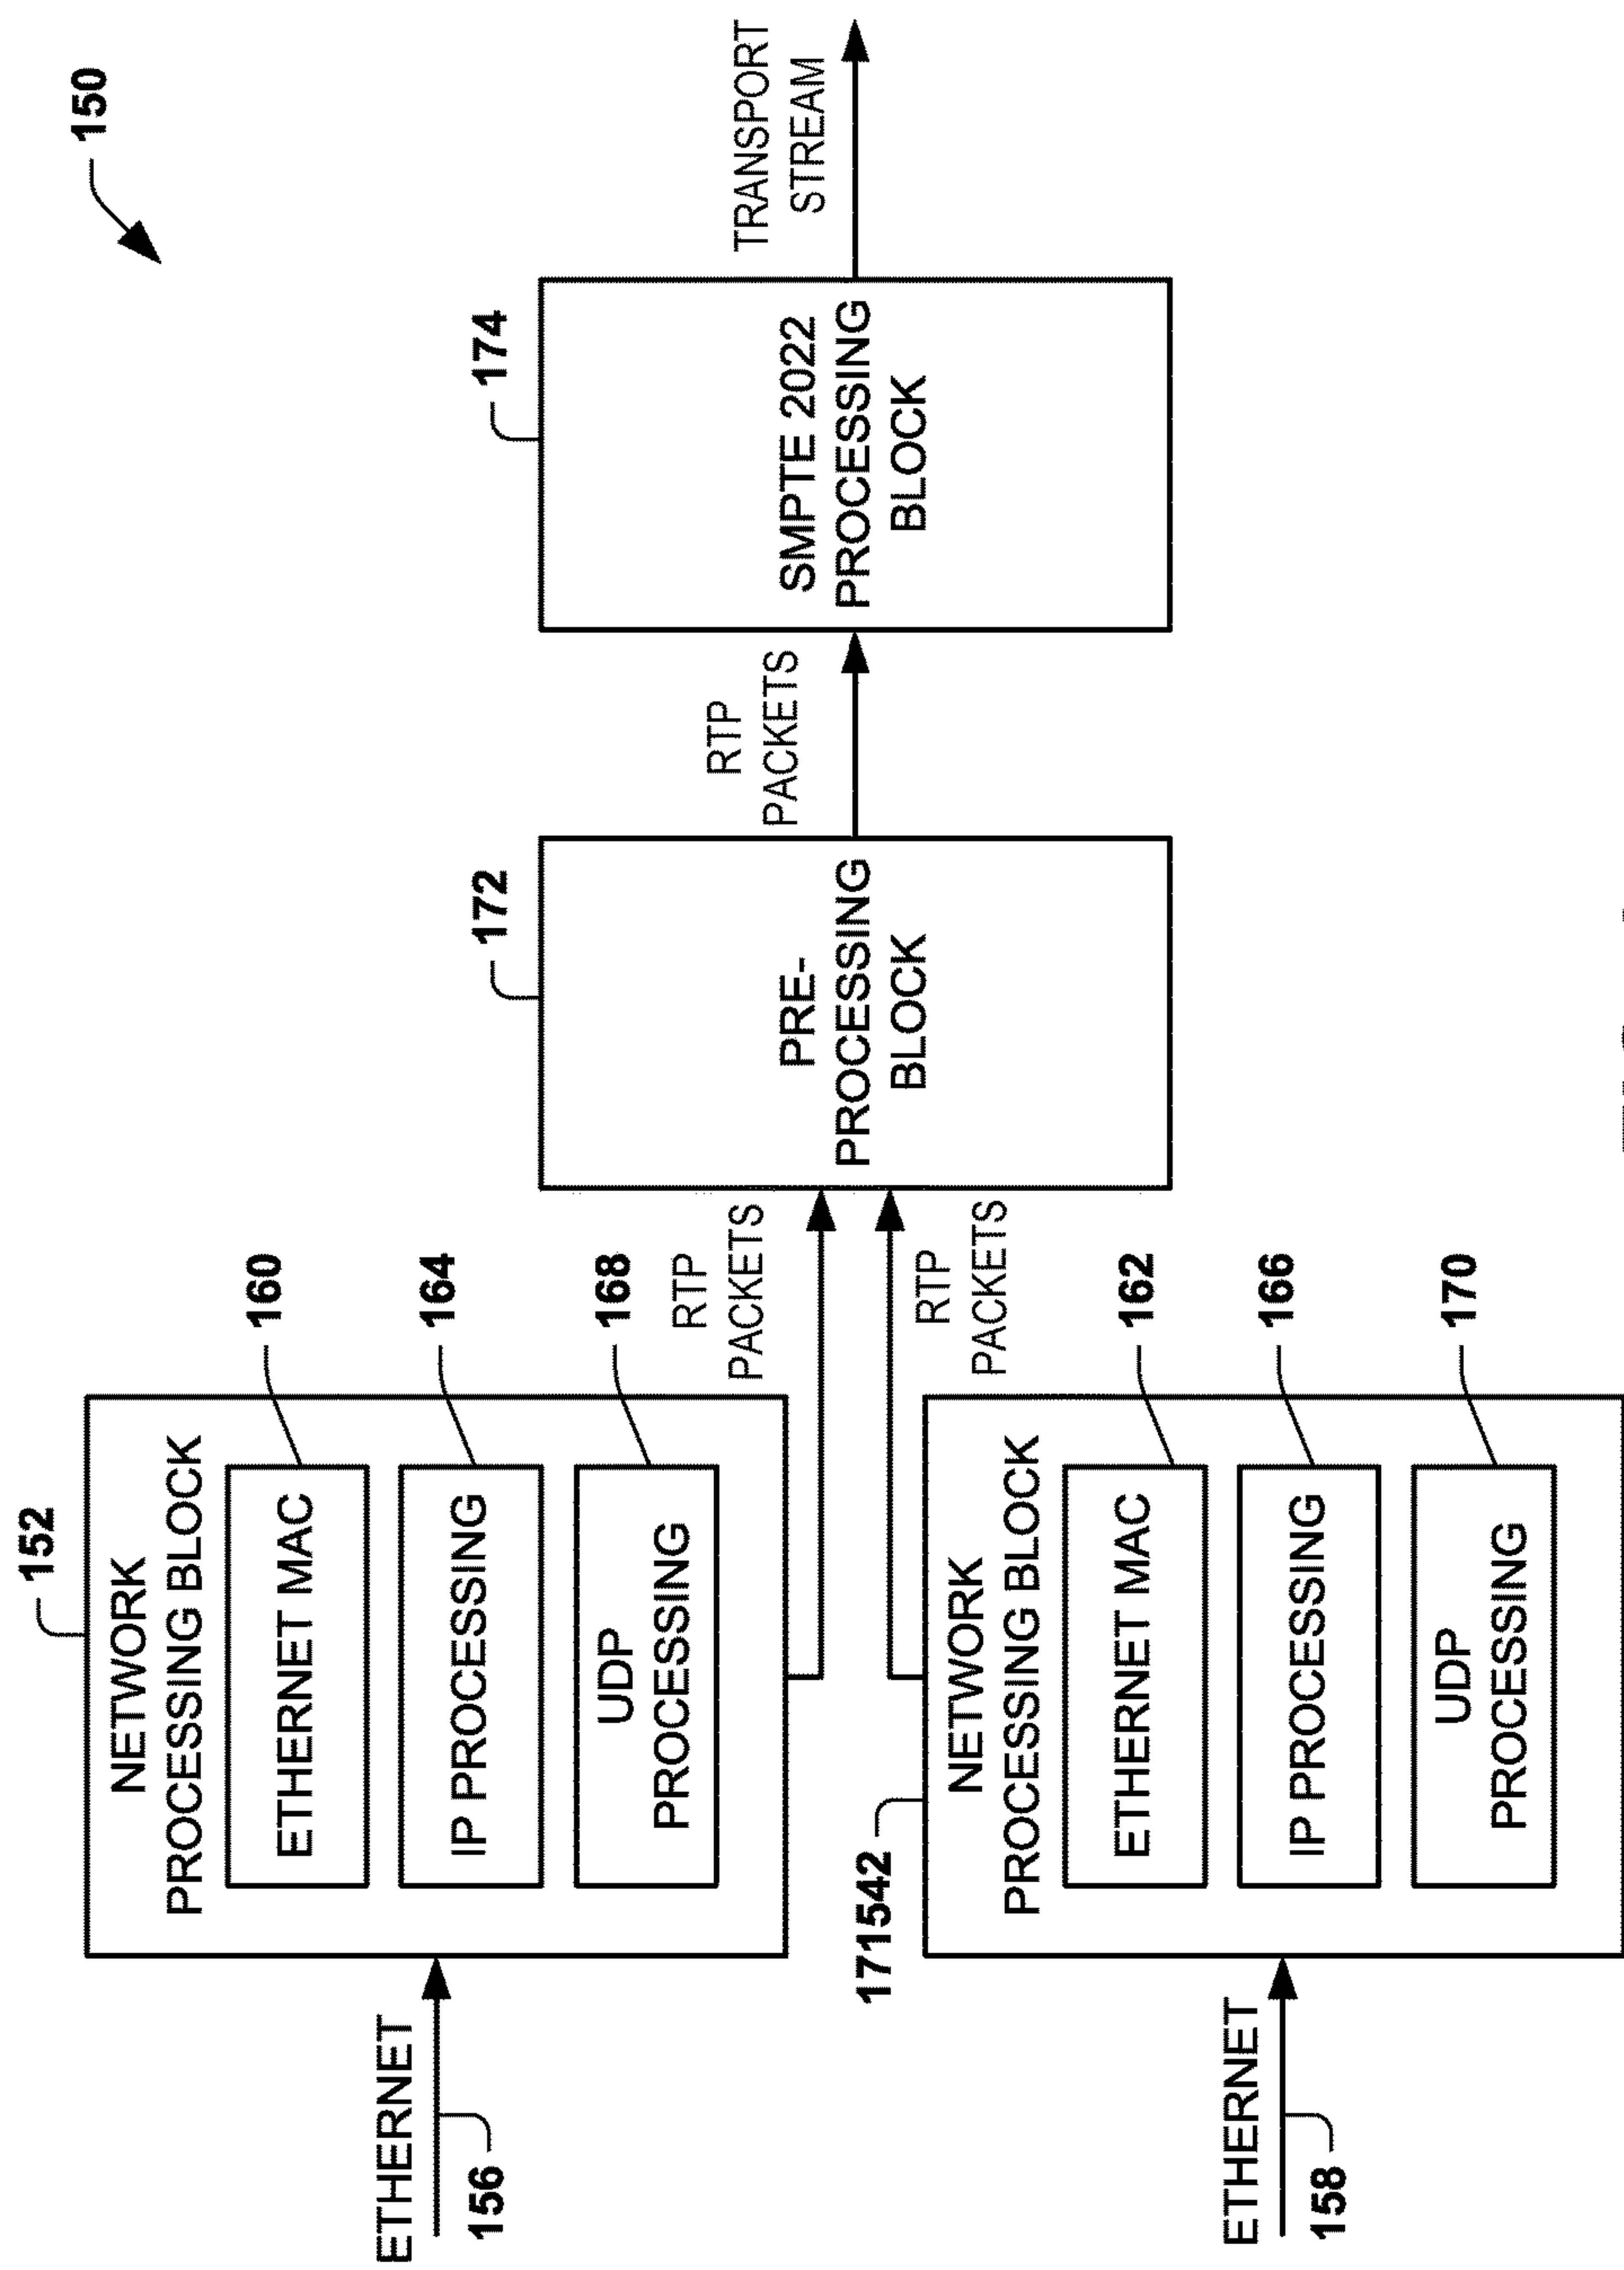 150
152
NETWORK
PROCESSING BLOCK
ETHERNET MAC
160
IP PROCESSING
164
UDP
PROCESSING
168
ETHERNET
156
RTP
PACKETS
171542
NETWORK
PROCESSING BLOCK
ETHERNET MAC
162
IP PROCESSING
166
UDP
PROCESSING
170
ETHERNET
158
RTP
PACKETS
172
PRE-
PROCESSING
BLOCK
RTP
PACKETS
174
SMPTE 2022
PROCESSING
BLOCK
TRANSPORT
STREAM